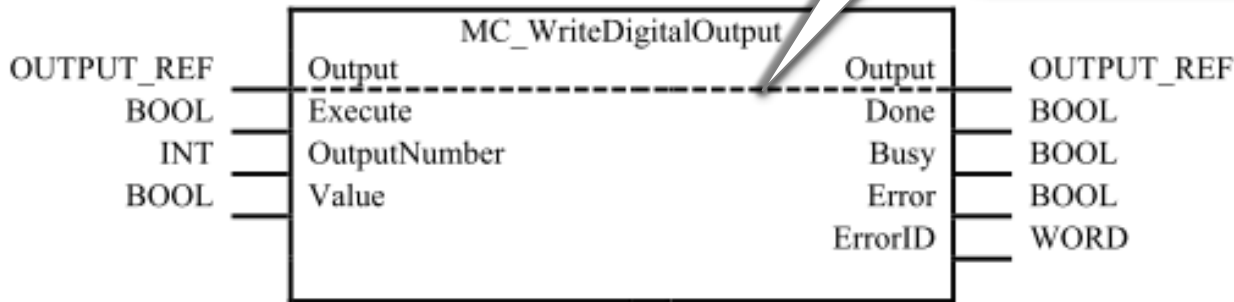 MC_WriteDigitalOutput
OUTPUT_REF Output Output OUTPUT_REF
BOOL Execute Done BOOL
INT OutputNumber Busy BOOL
BOOL Value Error BOOL
ErrorID WORD